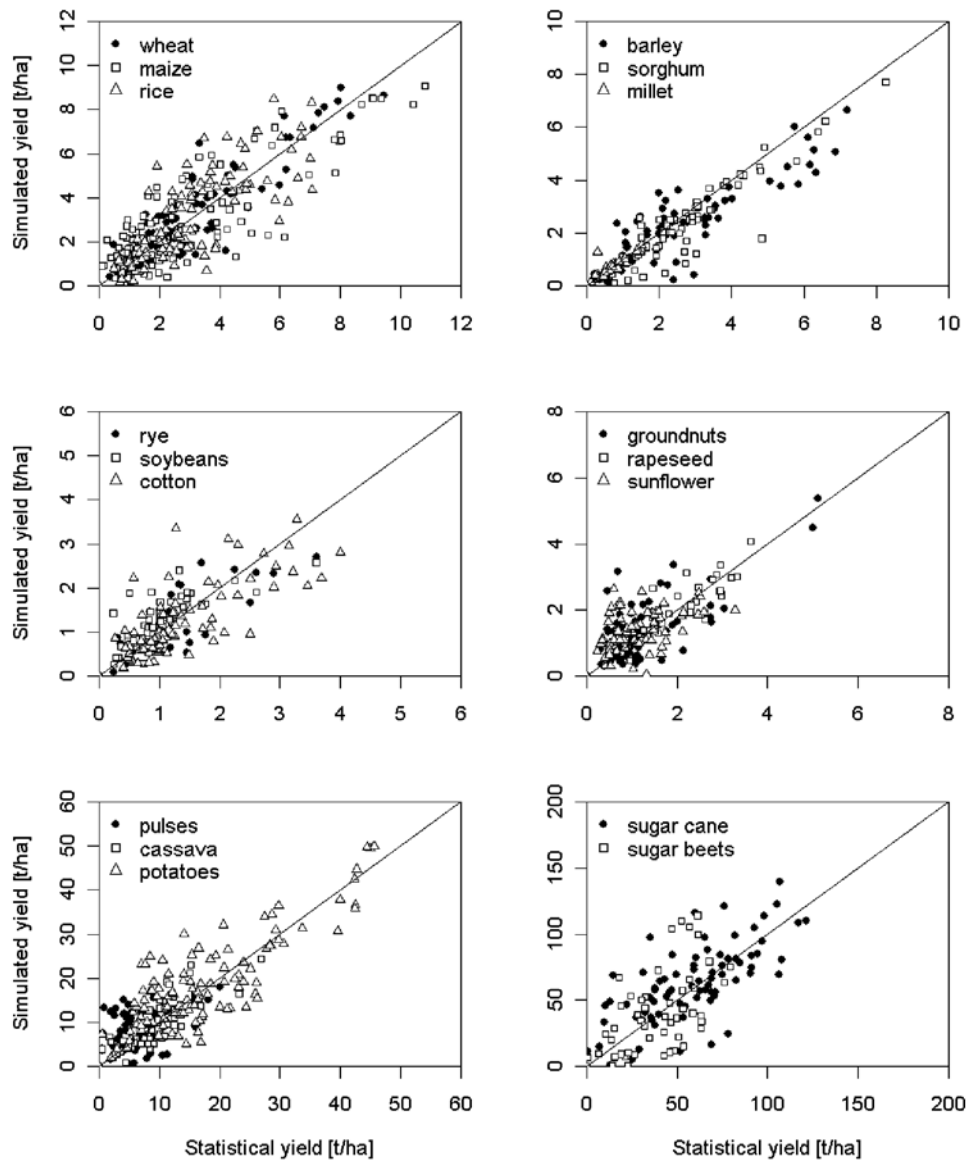 Simulated yield [t/ha]
12
10
8
6
4
2
0
wheat
maize
rice
0 2 4 6 8 10 12
10
8
6
4
2
0
barley
sorghum
millet
0 2 4 6 8 10
Simulated yield [t/ha]
6
5
4
3
2
1
0
rye
soybeans
cotton
0 1 2 3 4 5 6
8
6
4
2
0
groundnuts
rapeseed
sunflower
0 2 4 6 8
Simulated yield [t/ha]
60
50
40
30
20
10
0
pulses
cassava
potatoes
0 10 20 30 40 50 60
Statistical yield [t/ha]
200
150
100
50
0
sugar cane
sugar beets
0 50 100 150 200
Statistical yield [t/ha]